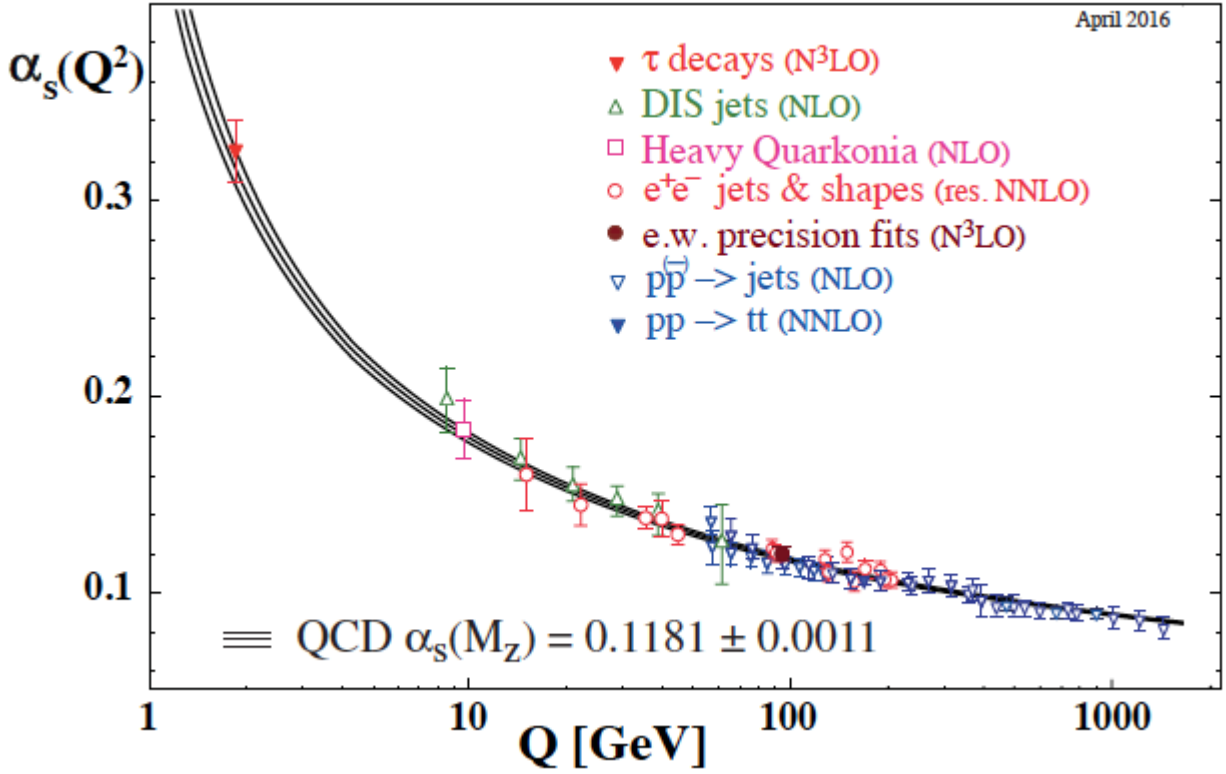 April 2016
αs(Q²)
τ decays (N³LO)
DIS jets (NLO)
Heavy Quarkonia (NLO)
e⁺e⁻ jets & shapes (res. NNLO)
e.w. precision fits (N³LO)
pp(–) –> jets (NLO)
pp –> tt (NNLO)
0.3
0.2
0.1
QCD αs(Mz) = 0.1181 ± 0.0011
1 10 100 1000
Q [GeV]